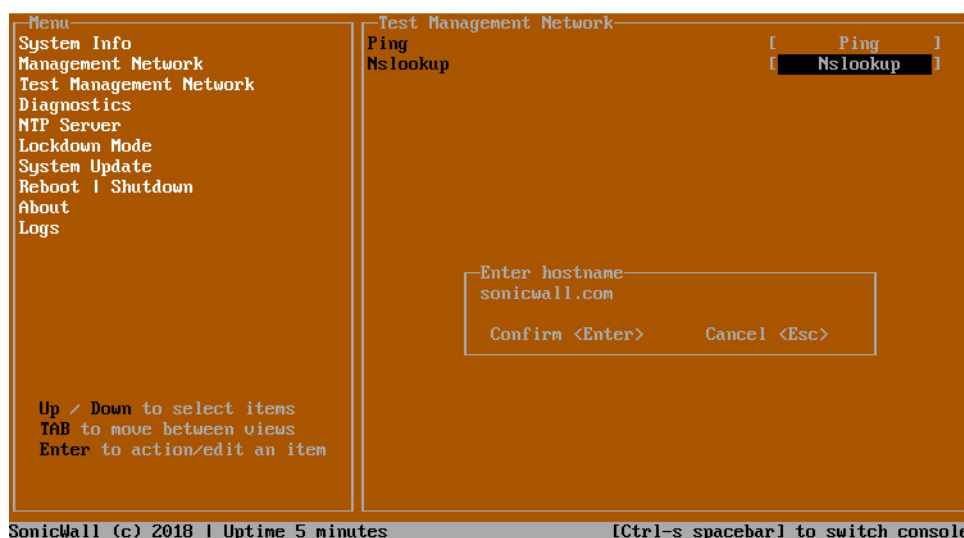 Menu
System Info
Management Network
Test Management Network
Diagnostics
NTP Server
Lockdown Mode
System Update
Reboot | Shutdown
About
Logs
Up / Down to select items
TAB to move between views
Enter to action/edit an item
Test Management Network
Ping [ Ping ]
Nslookup [ Nslookup ]
Enter hostname
sonicwall.com
Confirm <Enter> Cancel <Esc>
SonicWall (c) 2018 | Uptime 5 minutes [Ctrl-s spacebar] to switch console